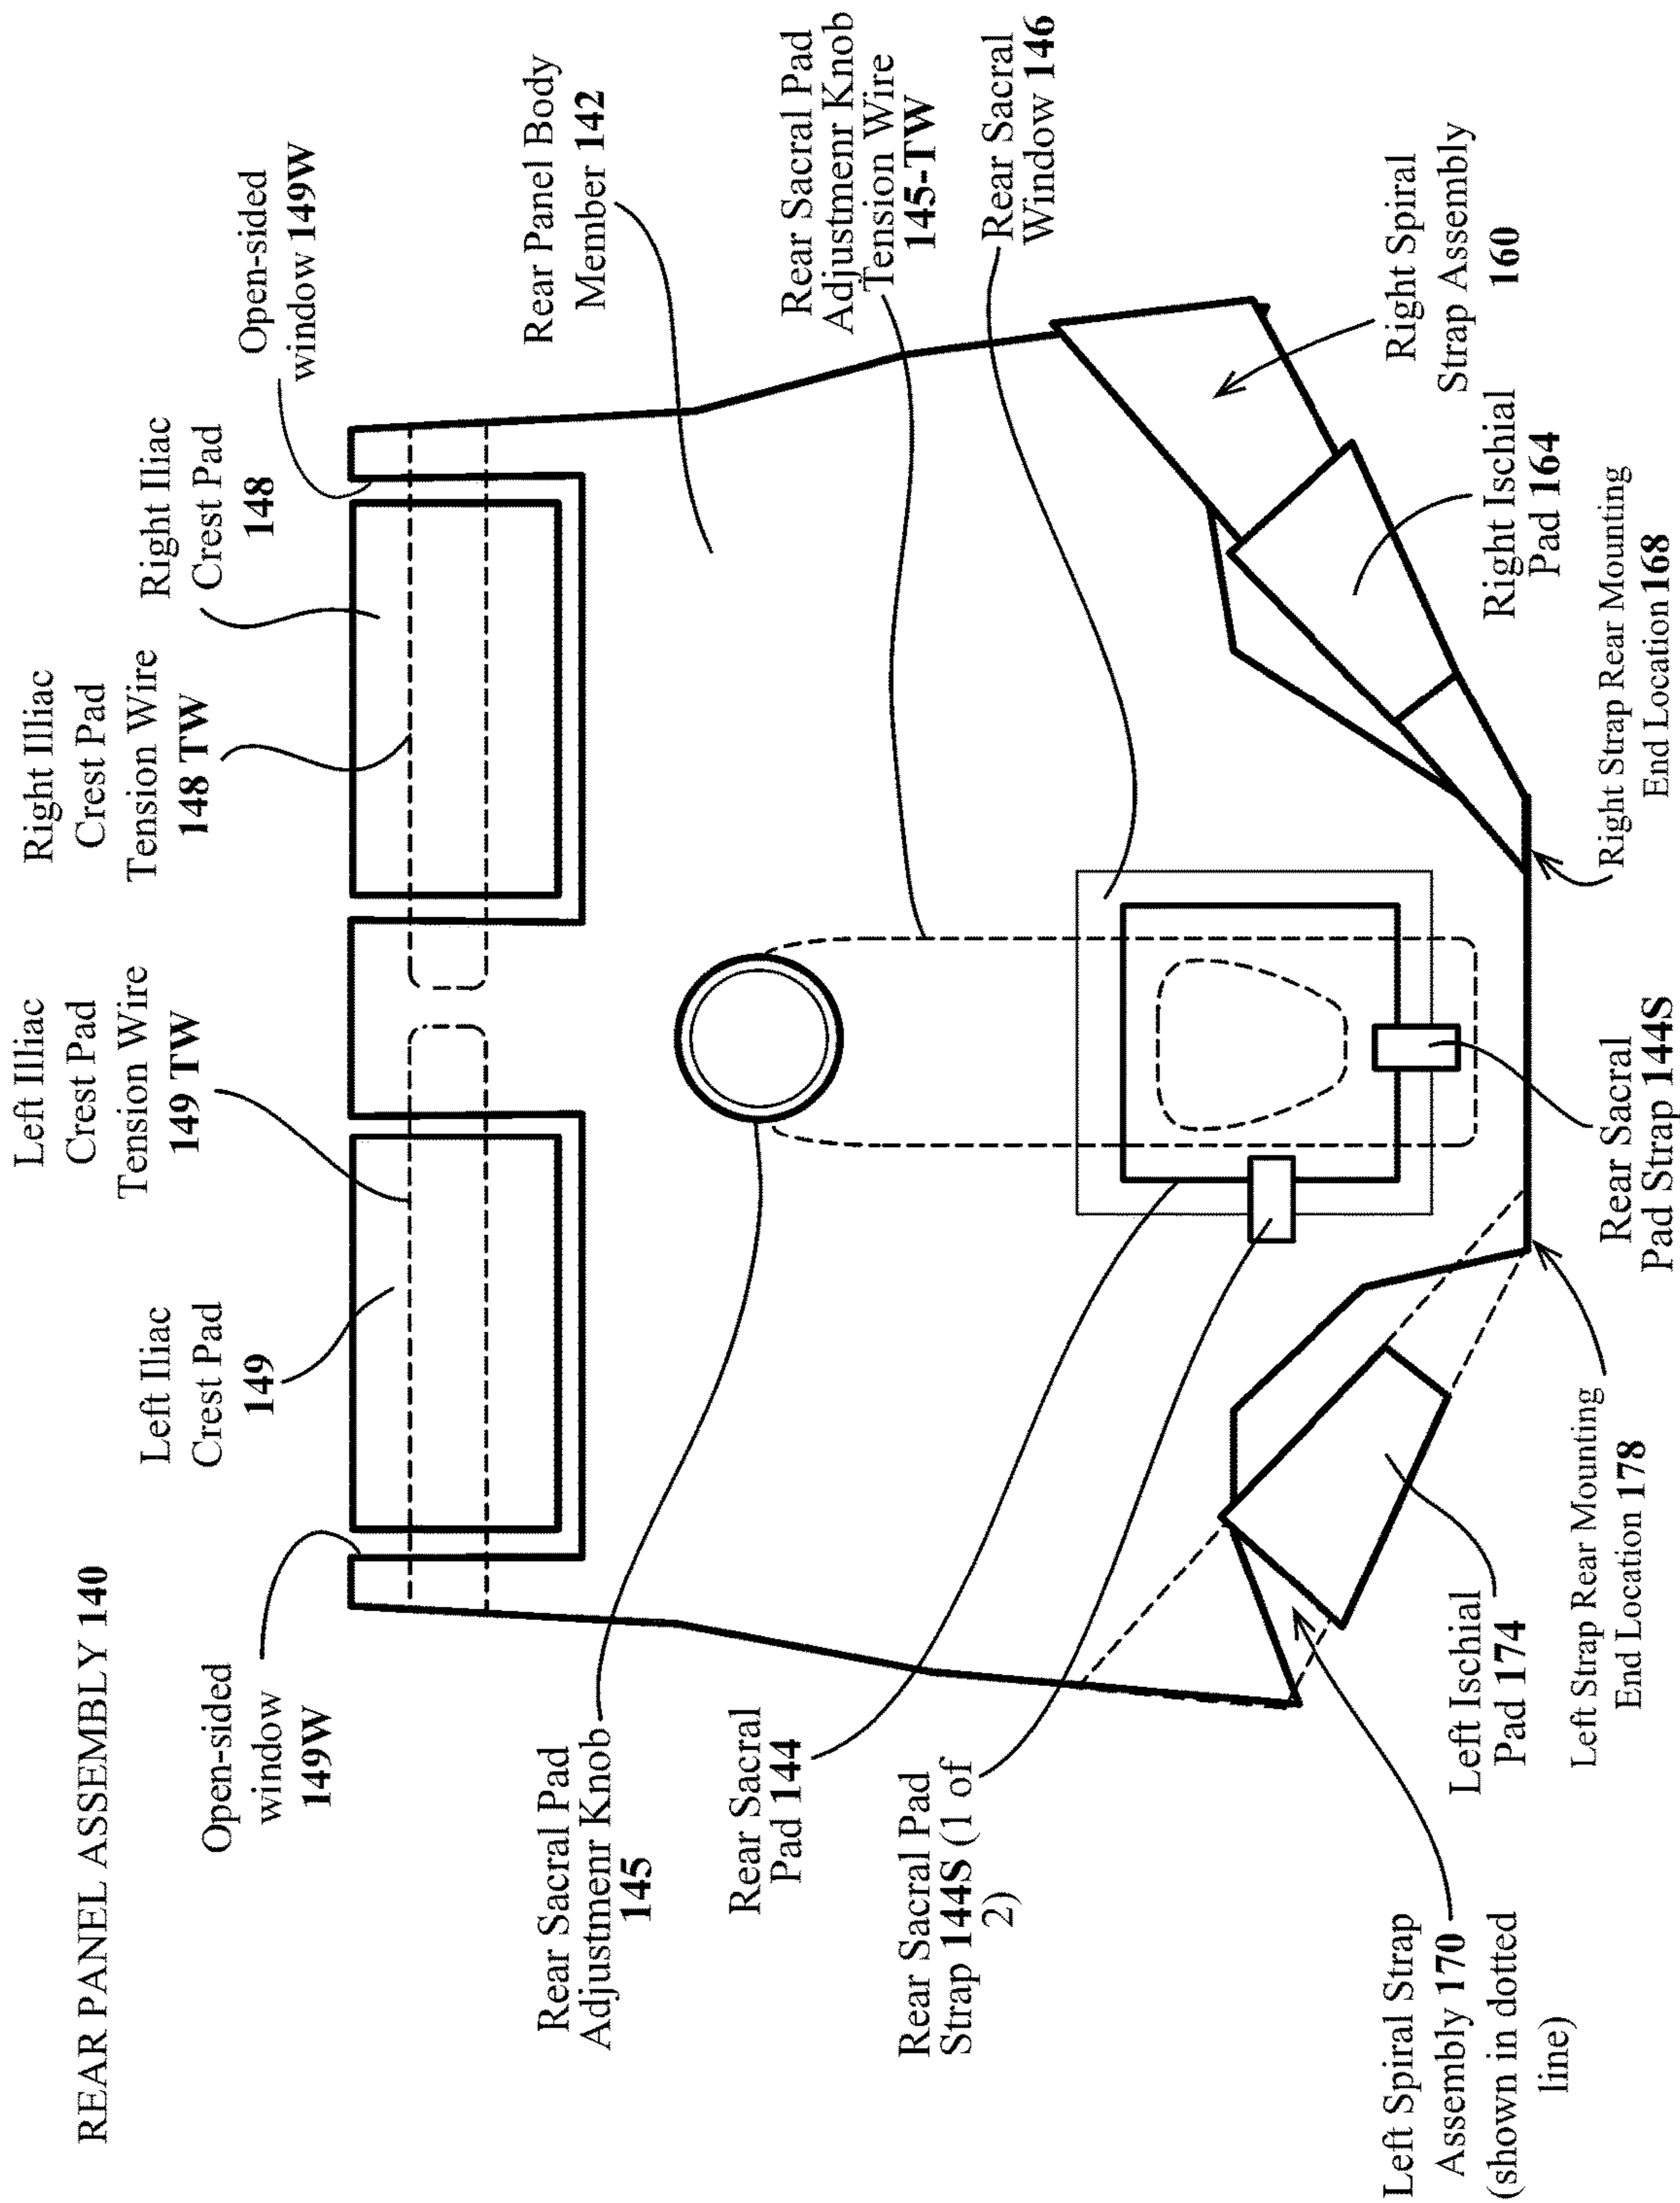 REAR PANEL ASSEMBLY 140
Left Illiac
Crest Pad
Tension Wire
149 TW
Right Illiac
Crest Pad
Tension Wire
148 TW
Left Iliac
Crest Pad
149
Right Iliac
Crest Pad
148
Open-sided
window
149W
Open-sided
window 149W
Rear Panel Body
Member 142
Rear Sacral Pad
Adjustmenr Knob
145
Rear Sacral Pad
Adjustmenr Knob
Tension Wire
145-TW
Rear Sacral
Pad 144
Rear Sacral
Window 146
Rear Sacral Pad
Strap 144S (1 of
2)
Right Spiral
Strap Assembly
160
Left Spiral Strap
Assembly 170
(shown in dotted
line)
Left Ischial
Pad 174
Right Ischial
Pad 164
Left Strap Rear Mounting
End Location 178
Rear Sacral
Pad Strap 144S
Right Strap Rear Mounting
End Location 168